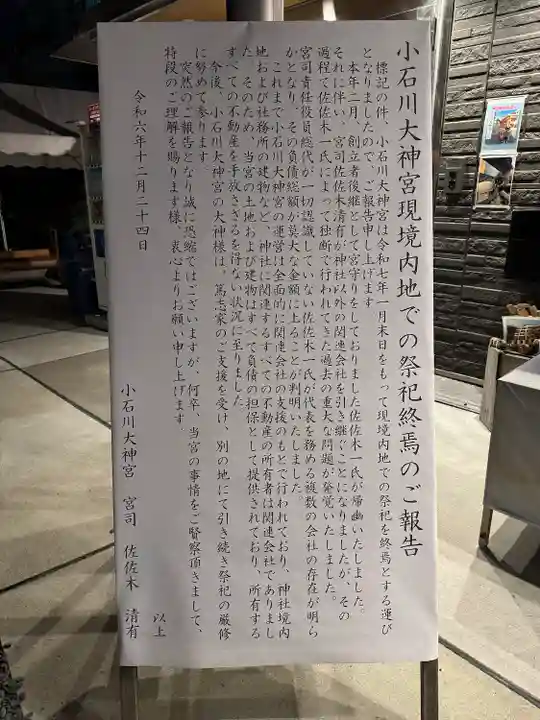 小石川大神宮現境内地での祭祀終焉のご報告
標記の件、小石川大神宮は令和七年一月末日をもって現境内地での祭祀を終焉とする運び
となりましたので、ご報告申し上げます。
本年二月、創立者後継として宮守りをしておりました佐佐木一氏が帰幽いたしました。
それに伴い、宮司佐佐木清有が神社以外の関連会社を引き継ぐことになりましたが、その
過程で佐佐木一氏によって独断で行われてきた過去の重大な問題が発覚いたしました。
宮司責任役員総代が一切認識していない佐佐木一氏が代表を務める複数の会社の存在が明ら
かとなり、その負債総額が莫大な金額に上ることが判明いたしました。
これまで小石川大神宮の運営は全面的に関連会社の支援のもとで行われており、神社境内
地および社務所の建物など、神社に関連するすべての不動産の所有者は関連会社でありまし
た。そのため、当宮の土地および建物はすべて負債の担保として提供されており、所有する
すべての不動産を手放さざるを得ない状況に至りました。
今後、小石川大神宮の大神様は、篤志家のご支援を受け、別の地にて引き続き祭祀の厳修
に努めて参ります。
突然のご報告となり誠に恐縮ではございますが、何卒、当宮の事情をご賢察頂きまして、
特段のご理解を賜ります様、衷心よりお願い申し上げます。
以上
令和六年十二月二十四日
小石川大神宮 宮司 佐佐木 清有